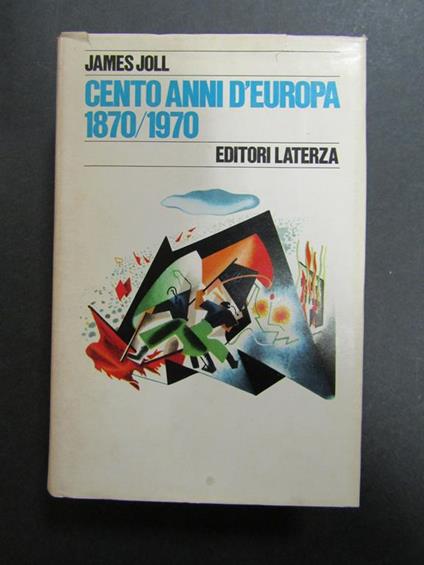 JAMES JOLL
CENTO ANNI D'EUROPA
1870/1970
EDITORI LATERZA